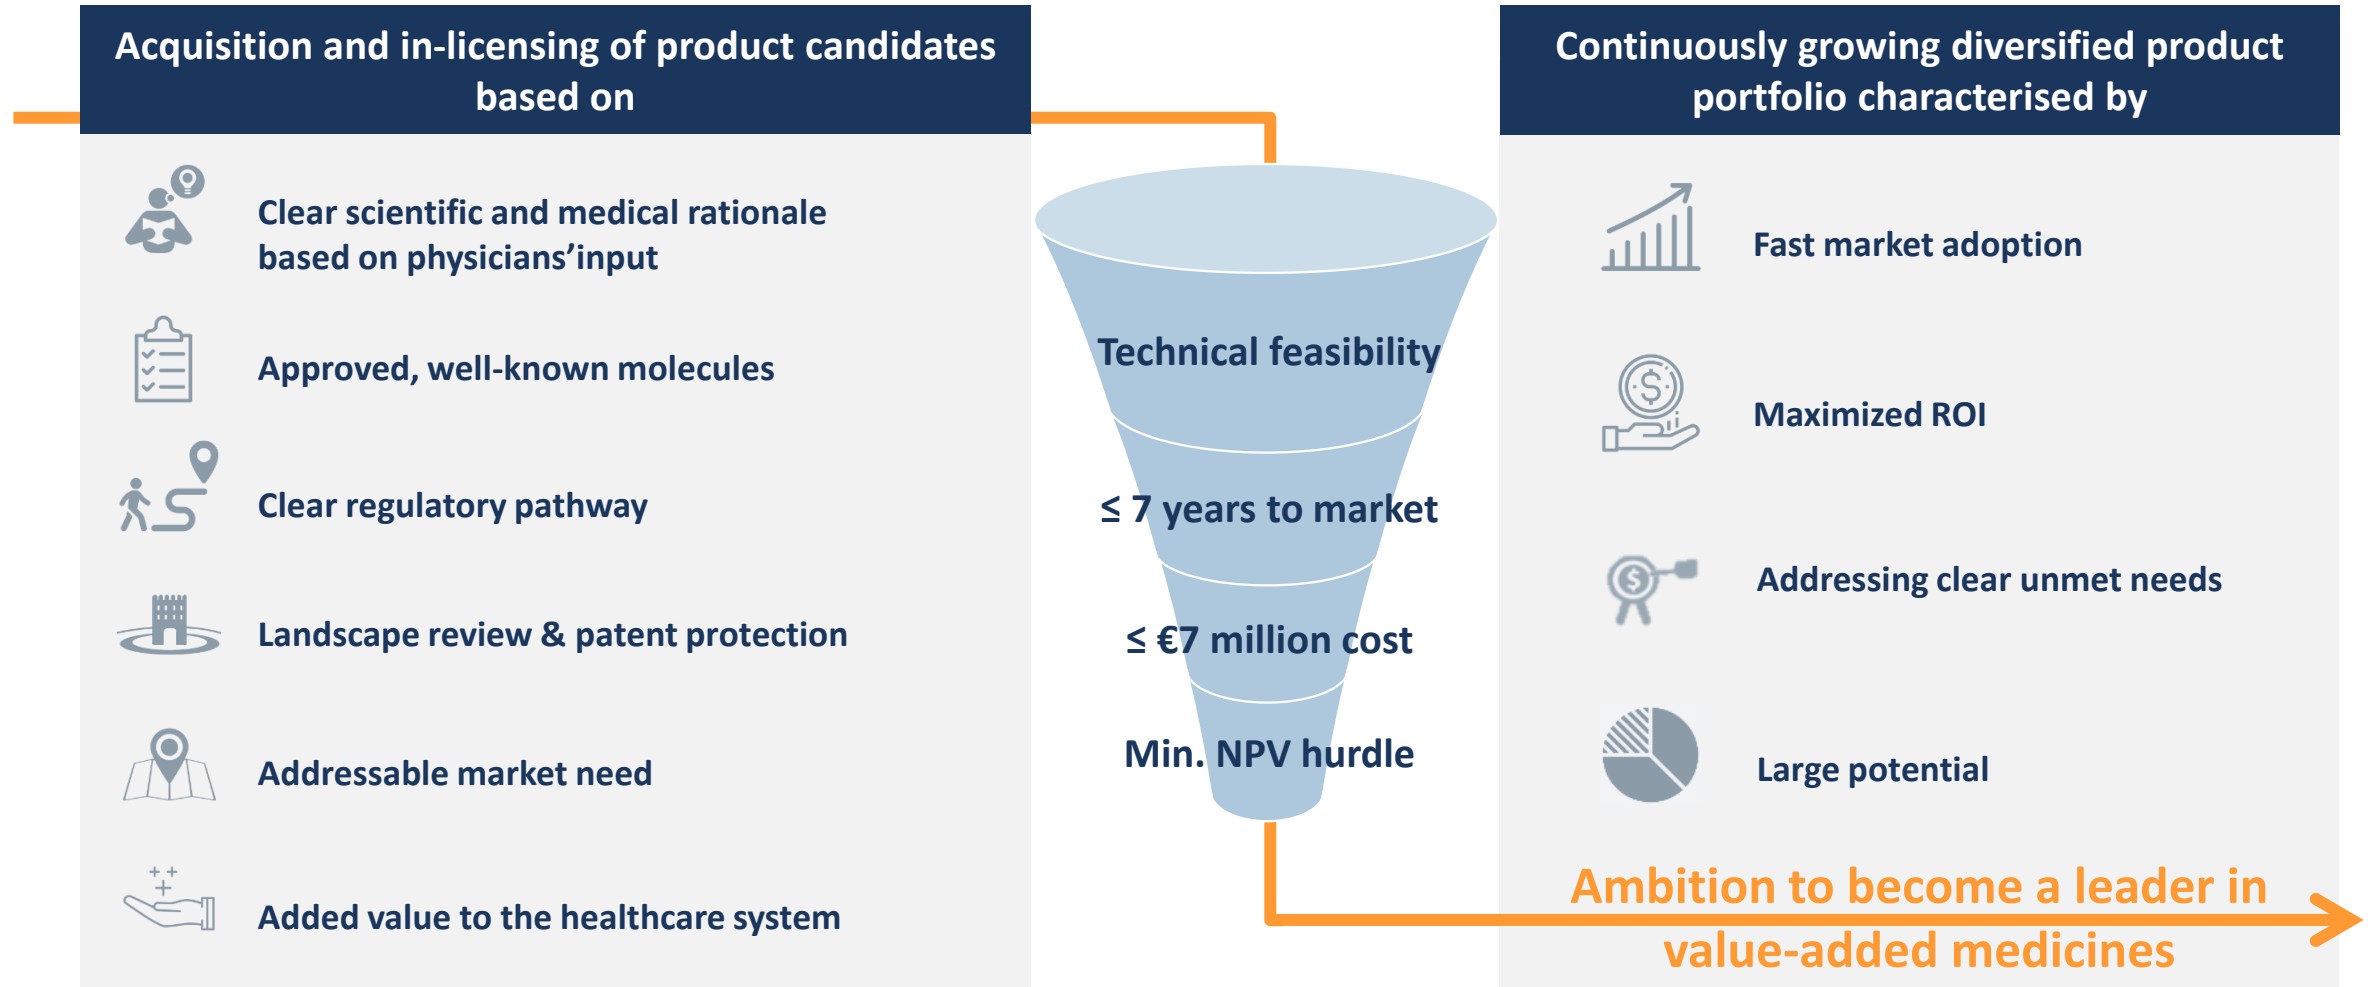 Acquisition and in-licensing of product candidates
based on
Clear scientific and medical rationale
based on physicians’input
Approved, well-known molecules
Clear regulatory pathway
Landscape review & patent protection
Addressable market need
Added value to the healthcare system
Technical feasibility
≤ 7 years to market
≤ €7 million cost
Min. NPV hurdle
Continuously growing diversified product
portfolio characterised by
Fast market adoption
Maximized ROI
Addressing clear unmet needs
Large potential
Ambition to become a leader in
value-added medicines